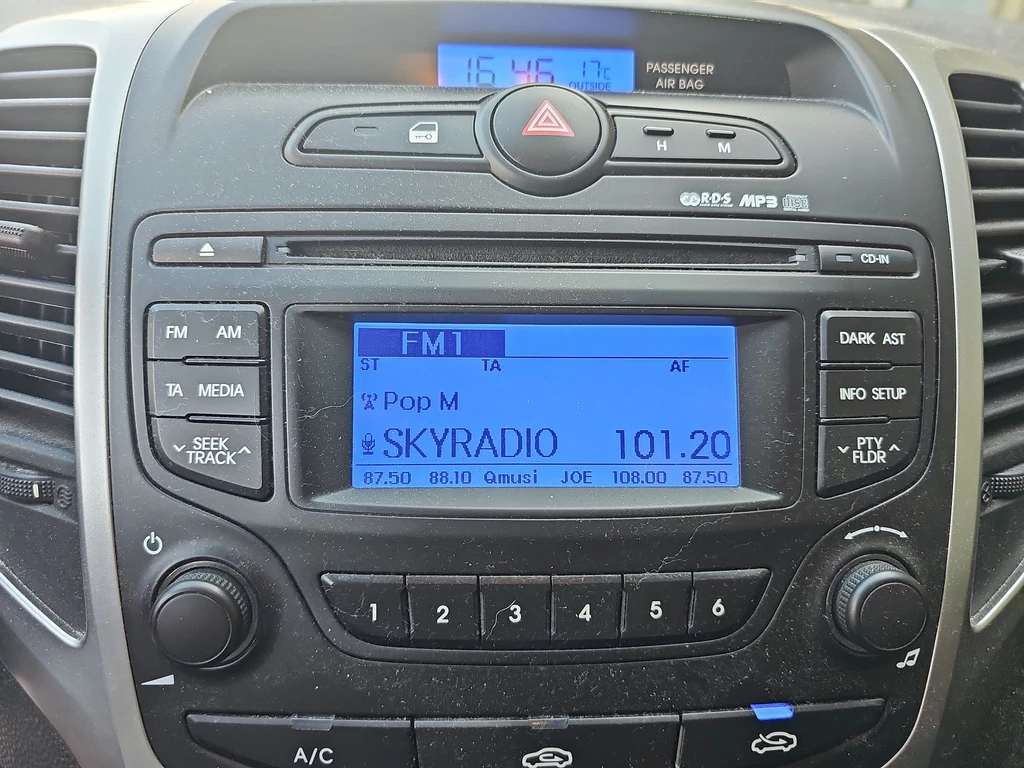 16:46 17c
OUTSIDE
PASSENGER
AIR BAG
H M
R·D·S MP3 disc
CD-IN
FM AM
TA MEDIA
SEEK
TRACK
FM1
ST TA AF
Pop M
SKYRADIO 101.20
87.50 88.10 Qmusi JOE 108.00 87.50
DARK AST
INFO SETUP
PTY
FLDR
1 2 3 4 5 6
A/C